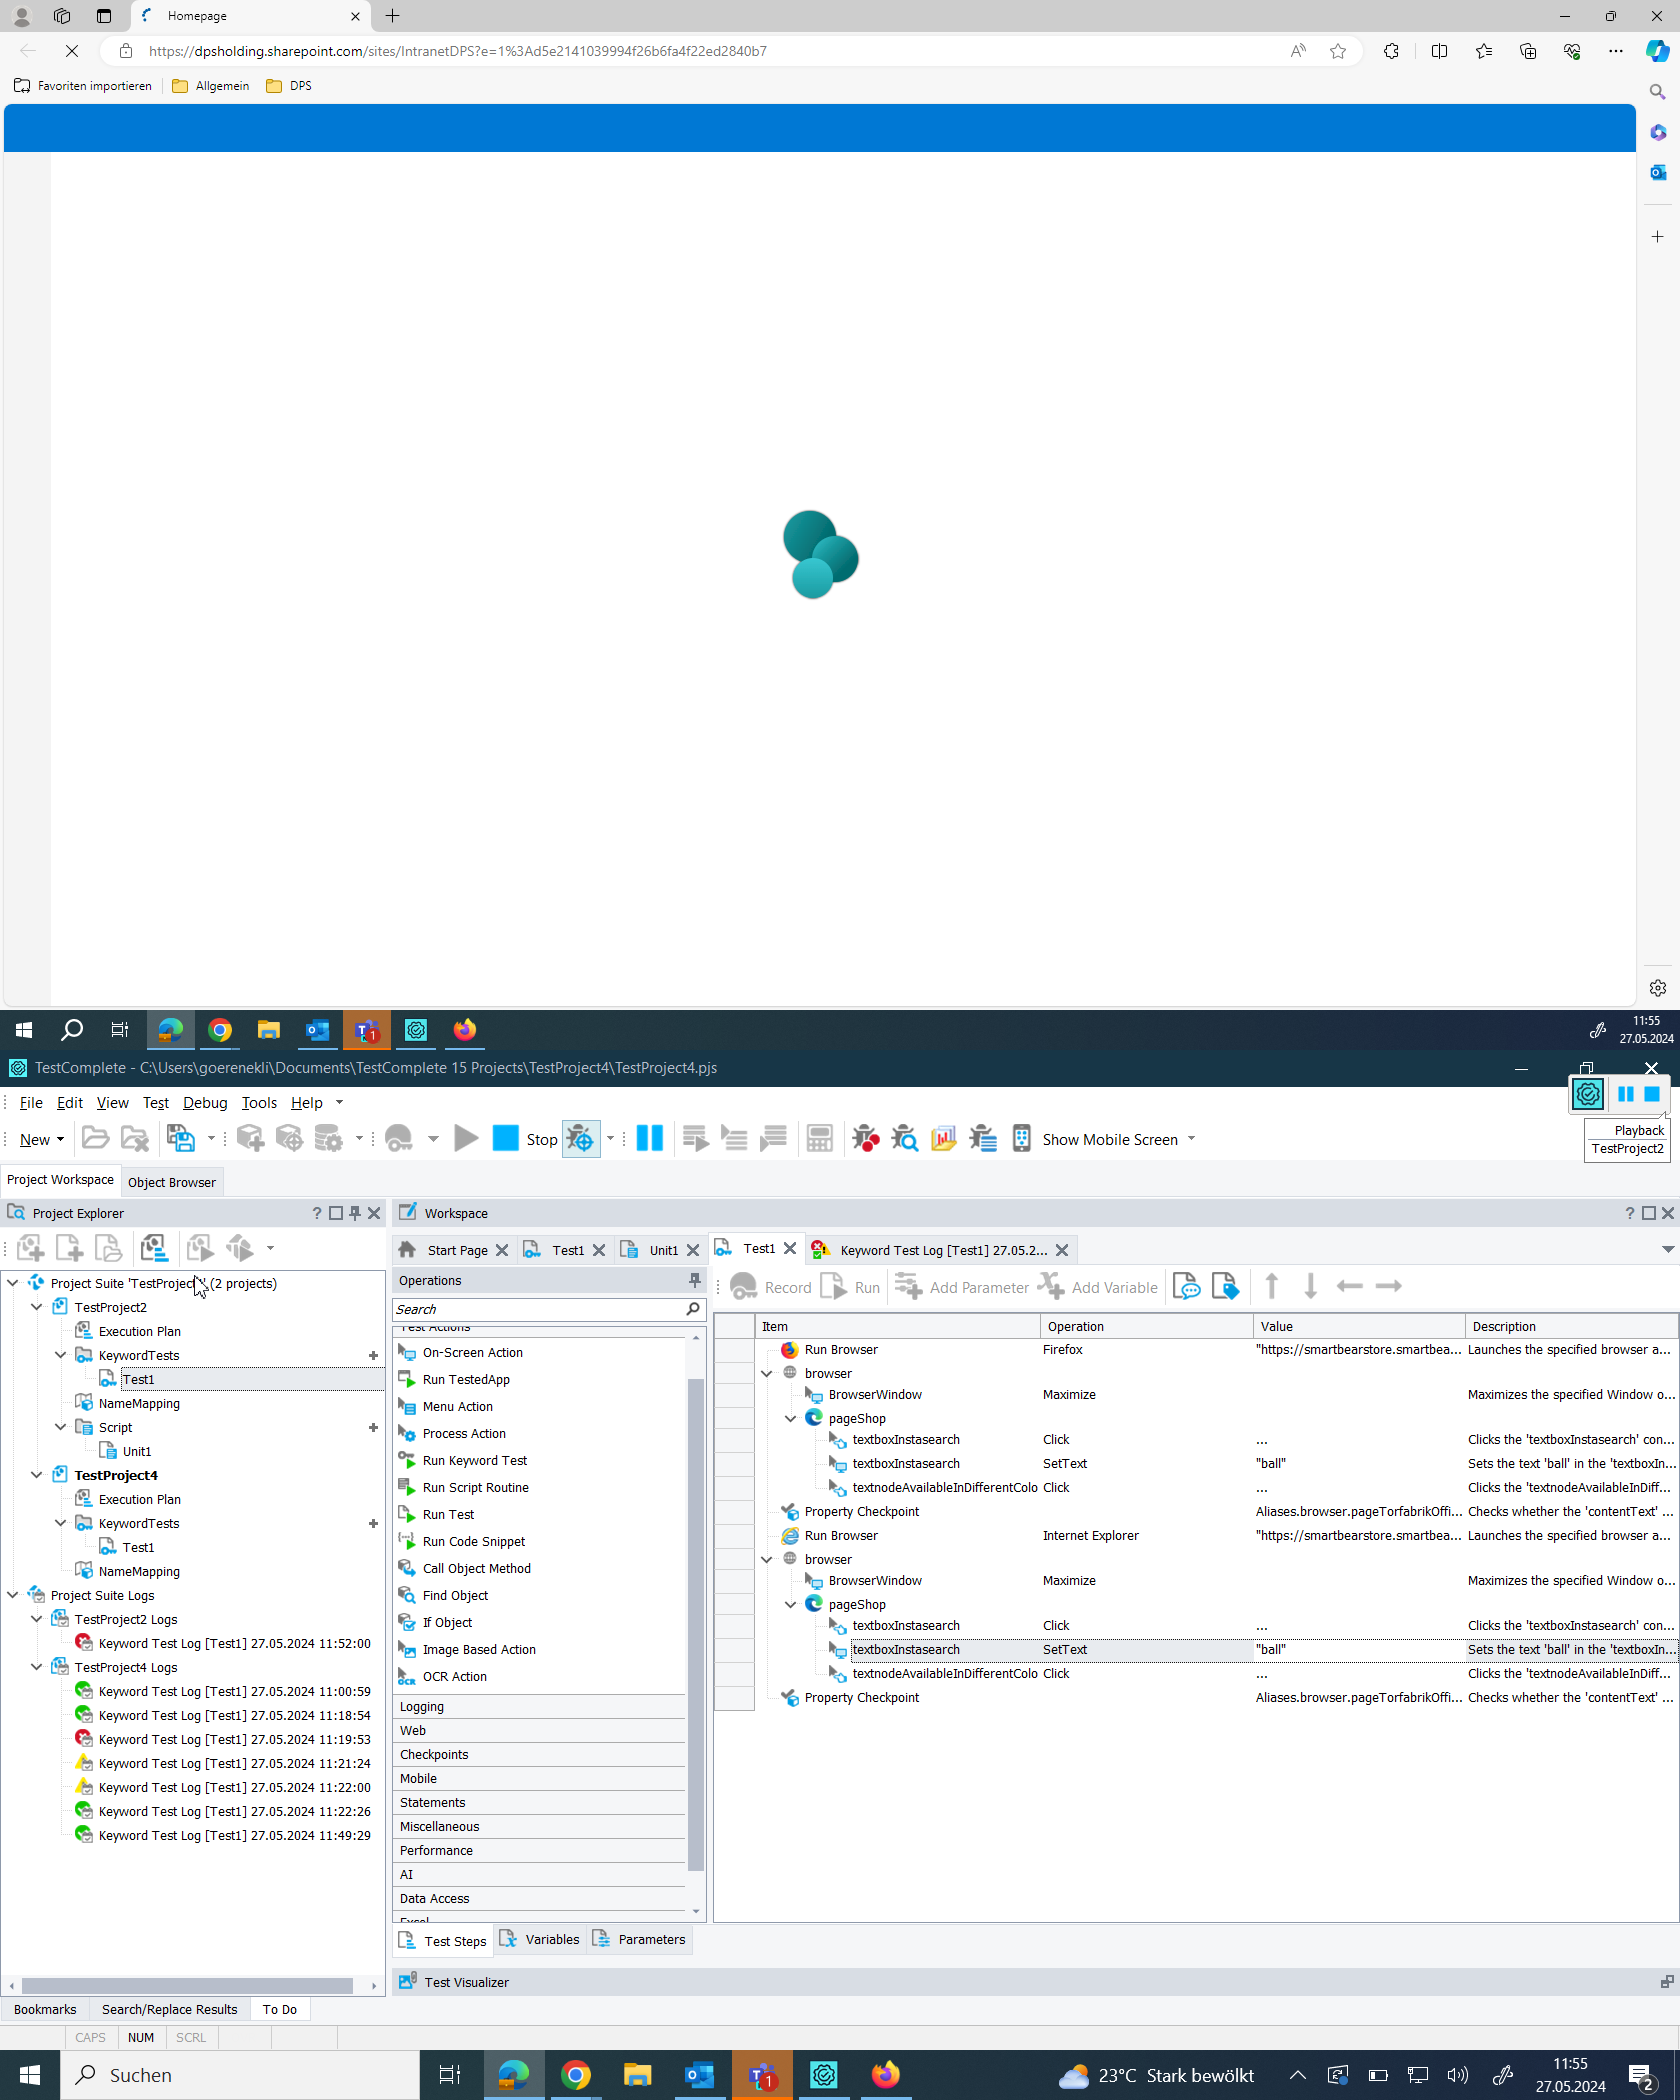 Homepage
https://dpsholding.sharepoint.com/sites/IntranetDPS?e=1%3Ad5e2141039994f26b6fa4f22ed2840b7
Favoriten importieren
Allgemein
DPS
11:55
27.05.2024
TestComplete - C:\Users\goerenekli\Documents\TestComplete 15 Projects\TestProject4\TestProject4.pjs
File Edit View Test Debug Tools Help
New
Stop
Show Mobile Screen
Playback
TestProject2
Project Workspace
Object Browser
Project Explorer
Workspace
Start Page
Test1
Unit1
Test1
Keyword Test Log [Test1] 27.05.2...
Operations
Search
Record
Run
Add Parameter
Add Variable
Project Suite 'TestProject (2 projects)
TestProject2
Execution Plan
KeywordTests
Test1
NameMapping
Script
Unit1
TestProject4
Execution Plan
KeywordTests
Test1
NameMapping
Project Suite Logs
TestProject2 Logs
Keyword Test Log [Test1] 27.05.2024 11:52:00
TestProject4 Logs
Keyword Test Log [Test1] 27.05.2024 11:00:59
Keyword Test Log [Test1] 27.05.2024 11:18:54
Keyword Test Log [Test1] 27.05.2024 11:19:53
Keyword Test Log [Test1] 27.05.2024 11:21:24
Keyword Test Log [Test1] 27.05.2024 11:22:00
Keyword Test Log [Test1] 27.05.2024 11:22:26
Keyword Test Log [Test1] 27.05.2024 11:49:29
Test Actions
On-Screen Action
Run TestedApp
Menu Action
Process Action
Run Keyword Test
Run Script Routine
Run Test
Run Code Snippet
Call Object Method
Find Object
If Object
Image Based Action
OCR Action
Logging
Web
Checkpoints
Mobile
Statements
Miscellaneous
Performance
AI
Data Access
Excel
Item Operation Value Description
Run Browser Firefox "https://smartbearstore.smartbea... Launches the specified browser a...
browser
BrowserWindow Maximize Maximizes the specified Window o...
pageShop
textboxInstasearch Click ... Clicks the 'textboxInstasearch' con...
textboxInstasearch SetText "ball" Sets the text 'ball' in the 'textboxIn...
textnodeAvailableInDifferentColo Click ... Clicks the 'textnodeAvailableInDiff...
Property Checkpoint Aliases.browser.pageTorfabrikOffi... Checks whether the 'contentText' ...
Run Browser Internet Explorer "https://smartbearstore.smartbea... Launches the specified browser a...
browser
BrowserWindow Maximize Maximizes the specified Window o...
pageShop
textboxInstasearch Click ... Clicks the 'textboxInstasearch' con...
textboxInstasearch SetText "ball" Sets the text 'ball' in the 'textboxIn...
textnodeAvailableInDifferentColo Click ... Clicks the 'textnodeAvailableInDiff...
Property Checkpoint Aliases.browser.pageTorfabrikOffi... Checks whether the 'contentText' ...
Test Steps
Variables
Parameters
Test Visualizer
Bookmarks
Search/Replace Results
To Do
CAPS NUM SCRL
Suchen
1
23°C Stark bewölkt
11:55
27.05.2024
2